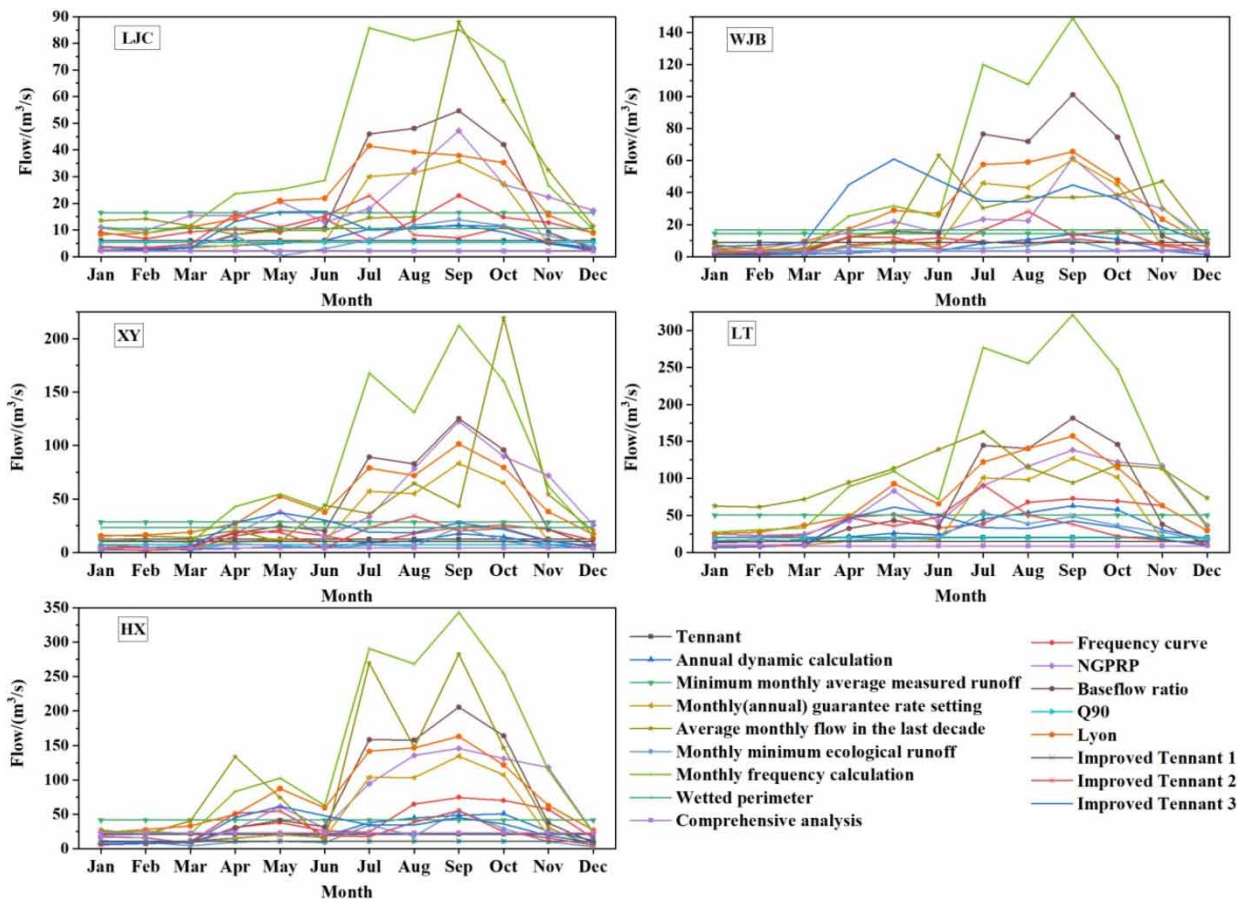 LJC
Flow/(m³/s)
90
80
70
60
50
40
30
20
10
0
Jan Feb Mar Apr May Jun Jul Aug Sep Oct Nov Dec
Month
WJB
Flow/(m³/s)
140
120
100
80
60
40
20
0
Jan Feb Mar Apr May Jun Jul Aug Sep Oct Nov Dec
Month
XY
Flow/(m³/s)
200
150
100
50
0
Jan Feb Mar Apr May Jun Jul Aug Sep Oct Nov Dec
Month
LT
Flow/(m³/s)
300
250
200
150
100
50
0
Jan Feb Mar Apr May Jun Jul Aug Sep Oct Nov Dec
Month
HX
Flow/(m³/s)
350
300
250
200
150
100
50
0
Jan Feb Mar Apr May Jun Jul Aug Sep Oct Nov Dec
Month
Tennant
Annual dynamic calculation
Minimum monthly average measured runoff
Monthly(annual) guarantee rate setting
Average monthly flow in the last decade
Monthly minimum ecological runoff
Monthly frequency calculation
Wetted perimeter
Comprehensive analysis
Frequency curve
NGPRP
Baseflow ratio
Q90
Lyon
Improved Tennant 1
Improved Tennant 2
Improved Tennant 3